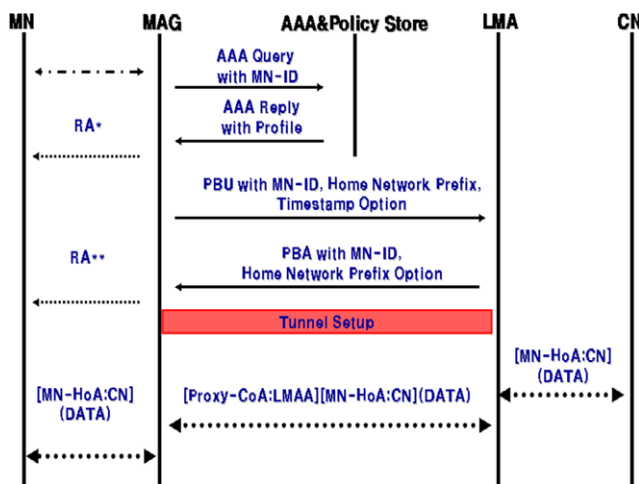 MN MAG AAA&Policy Store LMA CN
AAA Query
with MN-ID
AAA Reply
with Profile
RA*
PBU with MN-ID, Home Network Prefix,
Timestamp Option
RA**
PBA with MN-ID,
Home Network Prefix Option
Tunnel Setup
[MN-HoA:CN]
(DATA)
[Proxy-CoA:LMAA][MN-HoA:CN](DATA)
[MN-HoA:CN]
(DATA)